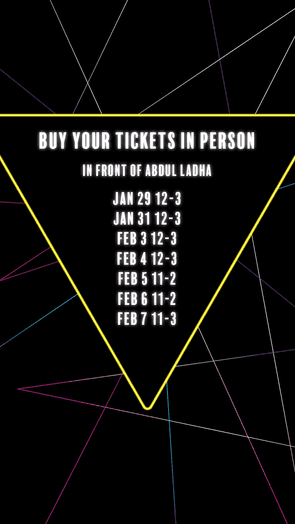 BUY YOUR TICKETS IN PERSON
IN FRONT OF ABDUL LADHA
JAN 29 12-3
JAN 31 12-3
FEB 3 12-3
FEB 4 12-3
FEB 5 11-2
FEB 6 11-2
FEB 7 11-3